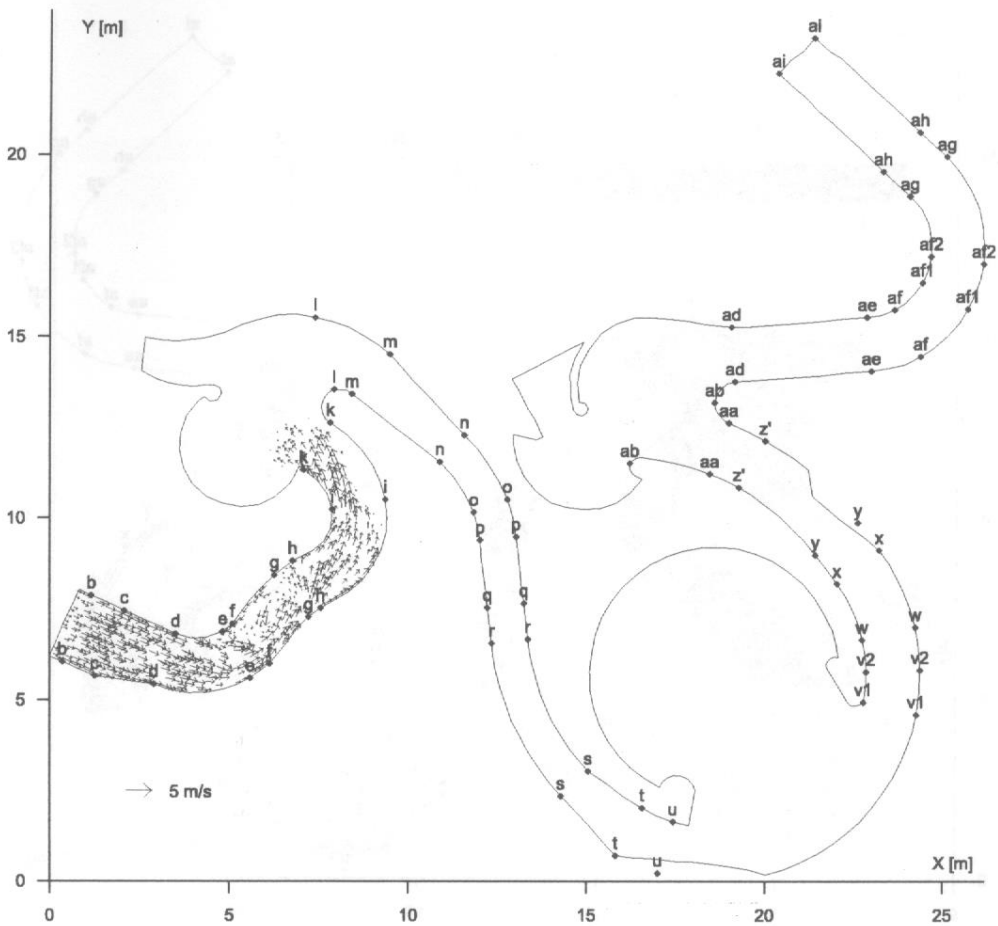 Y [m]
ai
aj
ah
ag
20
ah
ag
af2
af2
af1
af1
l
15
ad
ae
af
m
af
ae
ad
l
m
ab
k
aa
n
z'
n
ab
k
aa
z'
i
10
o
o
y
p
p
x
h
y
g
x
b
q
q
c
g
h
d
e
f
r
r
w
w
b
c
d
e
f
v2
v2
5
v1
v1
s
5 m/s
s
t
u
t
u
X [m]
0
0
5
10
15
20
25